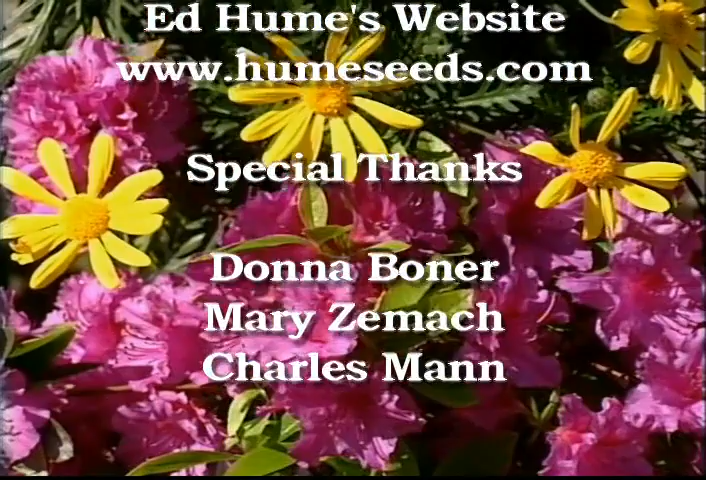 Ed Hume's Website
www.humeseeds.com
Special Thanks
Donna Boner
Mary Zemach
Charles Mann